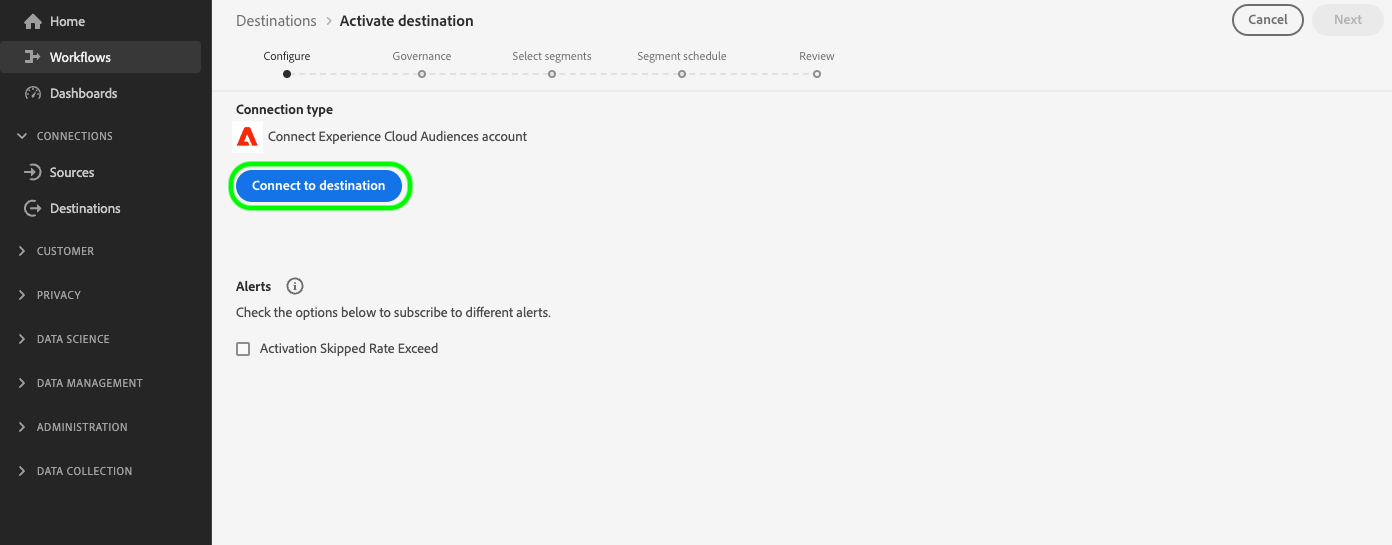 Home
Workflows
Dashboards
CONNECTIONS
Sources
Destinations
CUSTOMER
PRIVACY
DATA SCIENCE
DATA MANAGEMENT
ADMINISTRATION
DATA COLLECTION
Destinations > Activate destination
Cancel Next
Configure Governance Select segments Segment schedule Review
Connection type
Connect Experience Cloud Audiences account
Connect to destination
Alerts
Check the options below to subscribe to different alerts.
Activation Skipped Rate Exceed